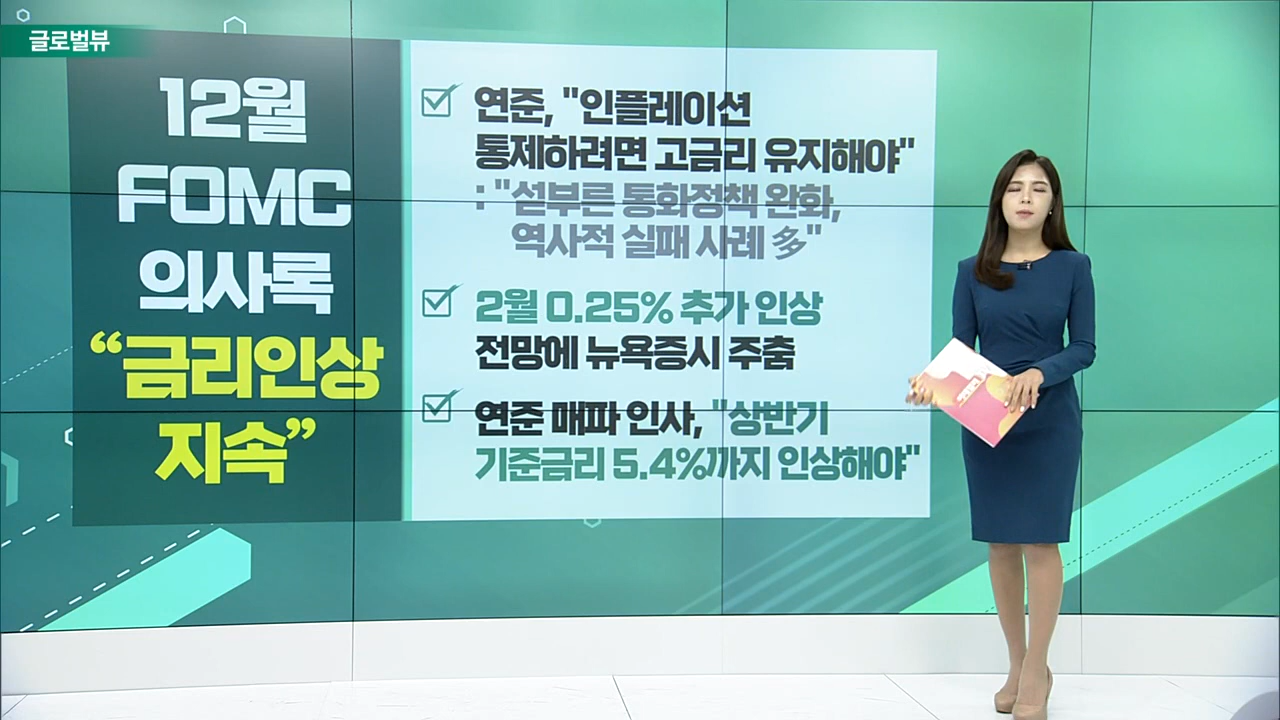 글로벌뷰
12월
FOMC
의사록
“금리인상
지속”
연준, "인플레이션
통제하려면 고금리 유지해야"
: "섣부른 통화정책 완화,
역사적 실패 사례 多"
2월 0.25% 추가 인상
전망에 뉴욕증시 주춤
연준 매파 인사, "상반기
기준금리 5.4%까지 인상해야"